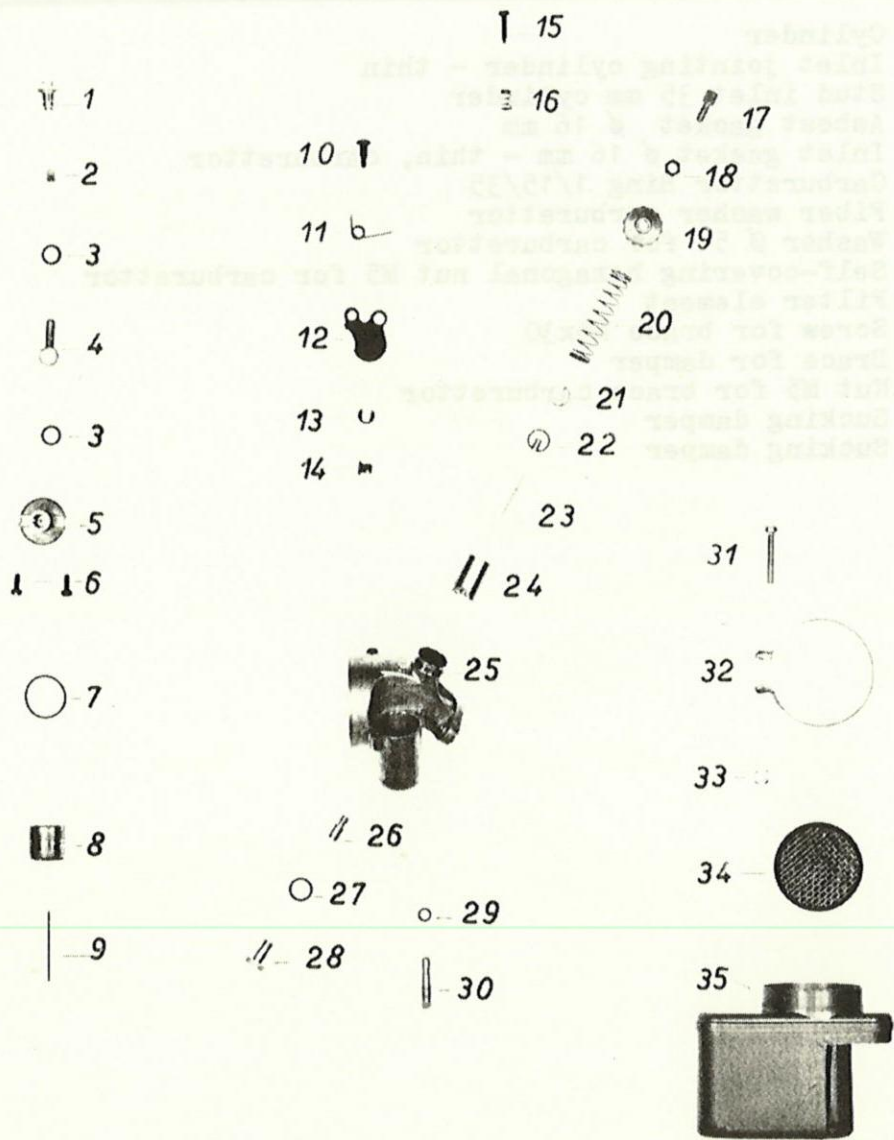 Cylinder
Inlet jointing cylinder - thin
Stud inlet 35 mm cylinder
gasket ø 16 mm
Inlet gasket ø 16 mm - thin, carburettor
Carburettor Ring 1/15/35
Fiber washer carburettor
Washer Ø 5 for carburettor
Self-covering hexagonal nut M5 for carburettor
Filter element
Screw for brace
Brace for damper
Nut M5 for brace carburettor
Sucking damper
Sucking damper
1
2
3
4
3
5
6
7
8
9
10
11
12
13
14
15
16
17
18
19
20
21
22
23
24
25
26
27
28
29
30
31
32
33
34
35